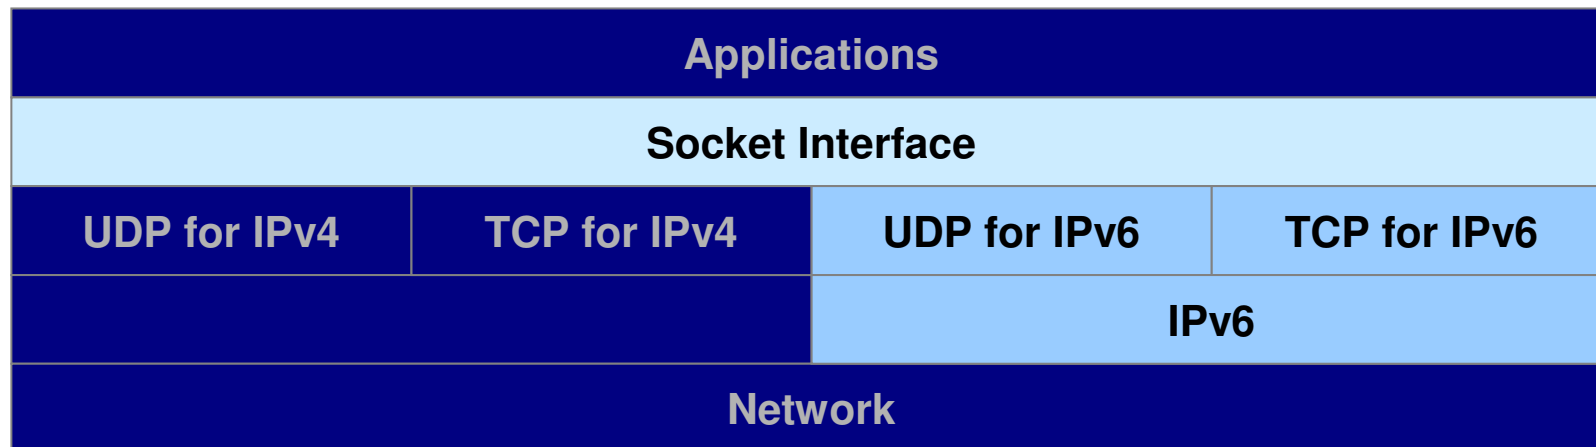 Applications
Socket Interface
UDP for IPv4 TCP for IPv4 UDP for IPv6 TCP for IPv6
IPv6
Network